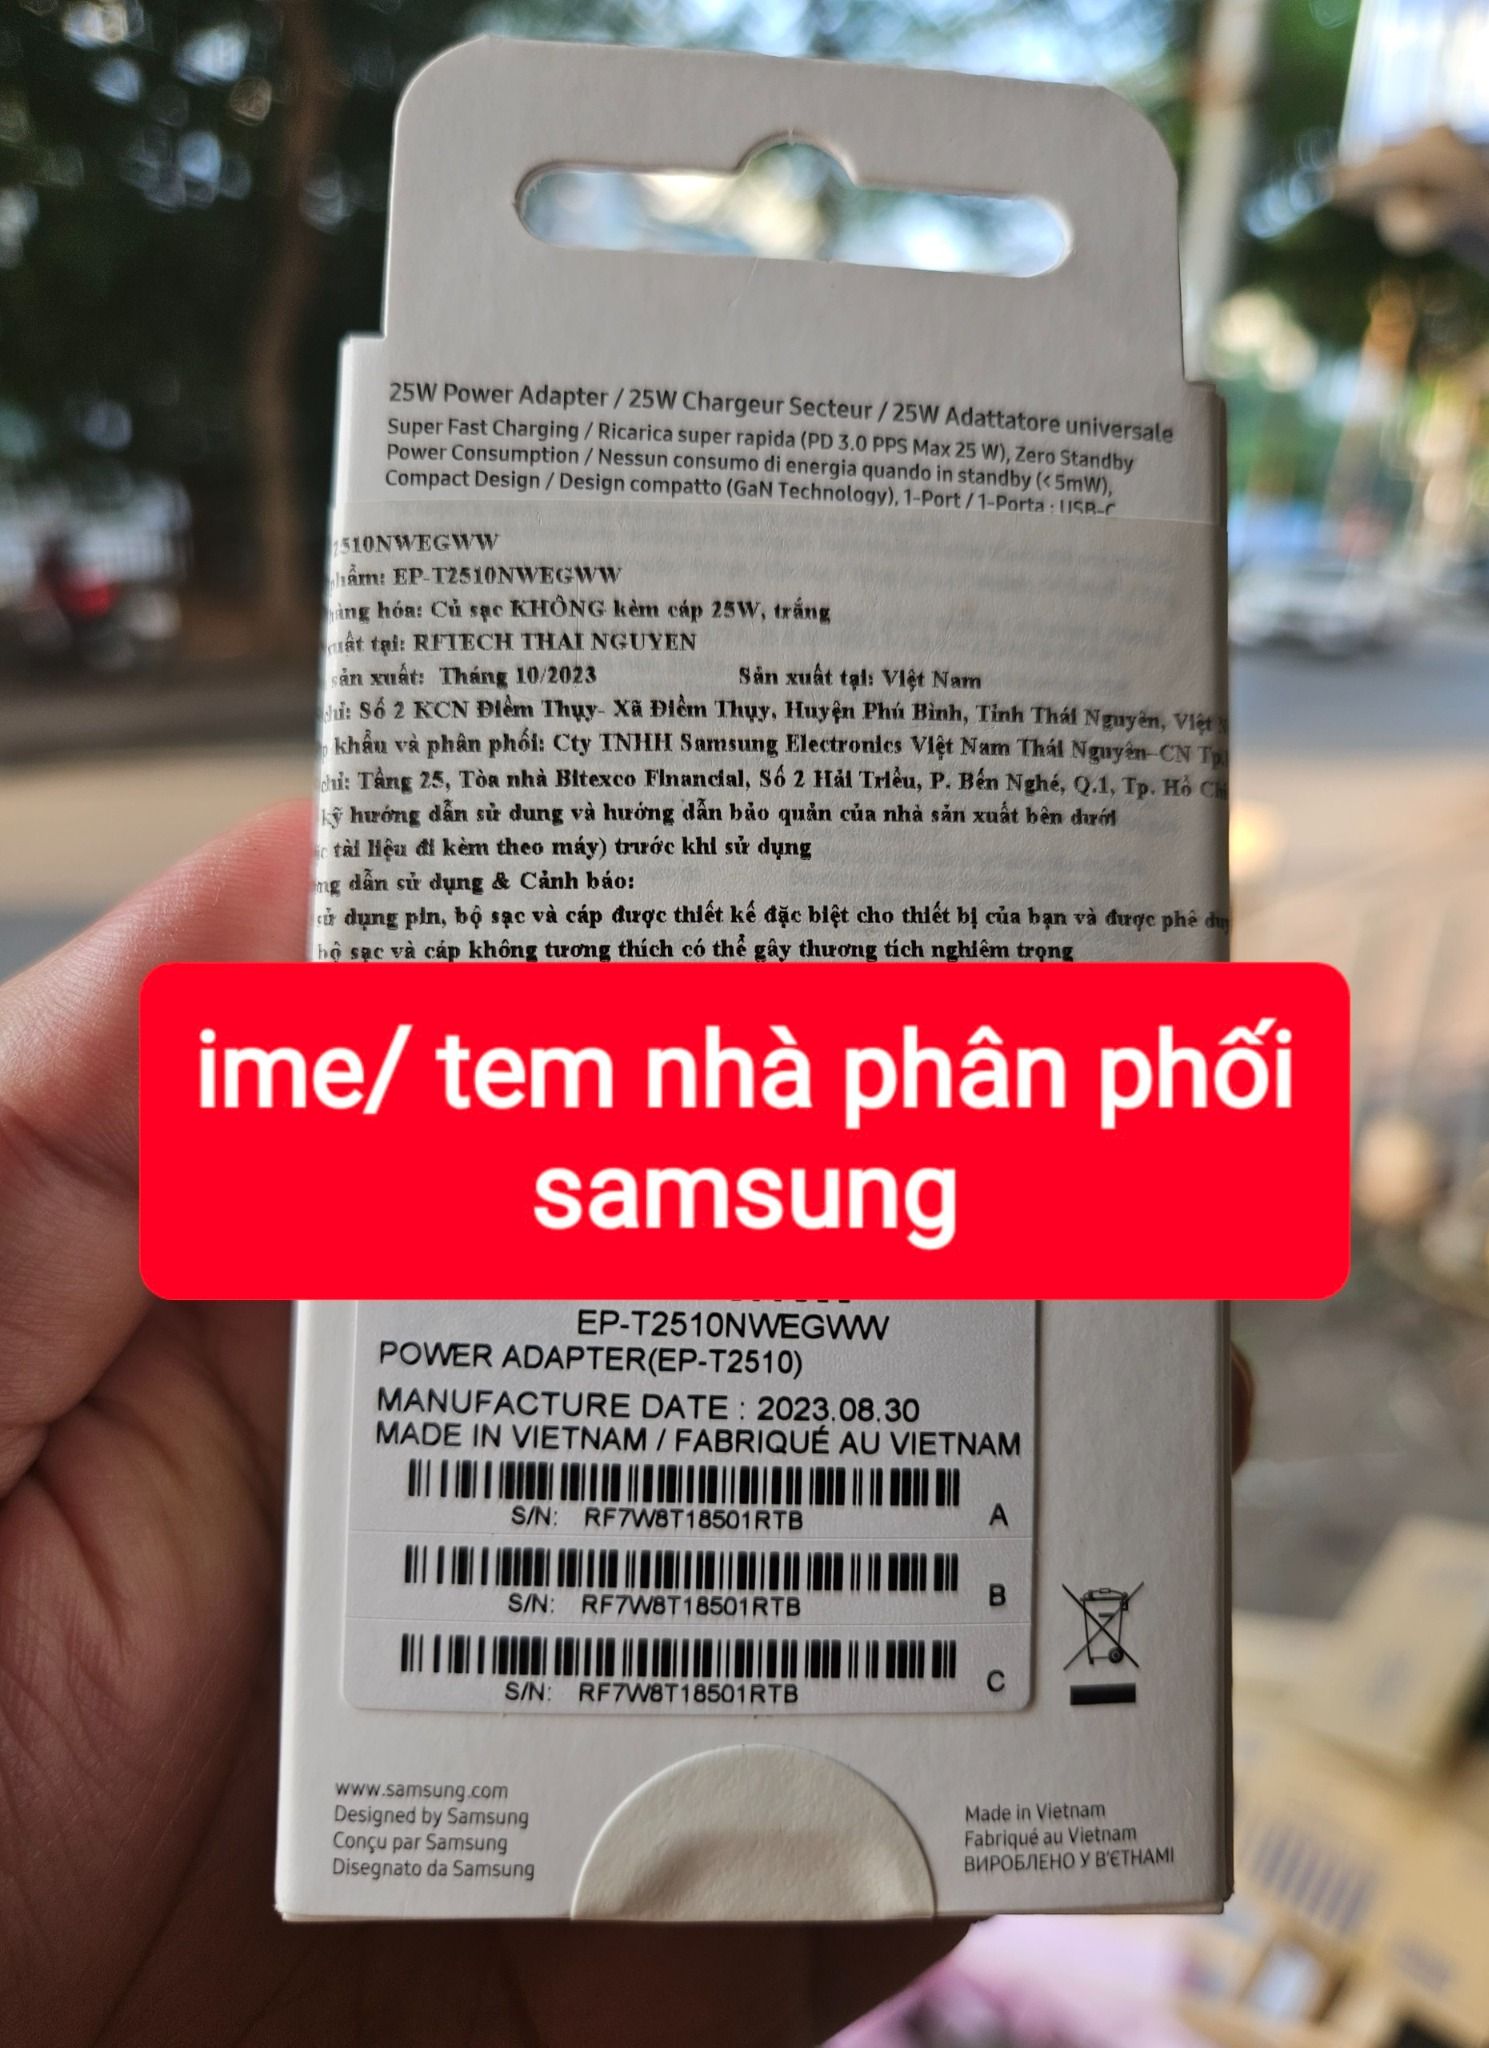 25W Power Adapter / 25W Chargeur Secteur / 25W Adattatore universale
Super Fast Charging / Ricarica super rapida (PD 3.0 PPS Max 25 W), Zero Standby
Power Consumption / Nessun consumo di energia quando in standby (<5mW),
Compact Design / Design compatto (GaN Technology), 1-Port / 1-Porta : USB-C
2510NWEGWW
phẩm: EP-T2510NWEGWW
hàng hóa: Củ sạc KHÔNG kèm cáp 25W, trắng
xuất tại: RFTECH THAI NGUYEN
sản xuất: Tháng 10/2023 Sản xuất tại: Việt Nam
chỉ: Số 2 KCN Điềm Thụy- Xã Điềm Thụy, Huyện Phú Bình, Tỉnh Thái Nguyên, Việt
khẩu và phân phối: Cty TNHH Samsung Electronics Việt Nam Thái Nguyên-CN Tp.
chỉ: Tầng 25, Tòa nhà Bitexco Financial, Số 2 Hải Triều, P. Bến Nghé, Q.1, Tp. Hồ Chi
kỹ hướng dẫn sử dung và hướng dẫn bảo quản của nhà sản xuất bên dưới
tài liệu đi kèm theo máy) trước khi sử dụng
ng dẫn sử dụng & Cảnh báo:
sử dụng pin, bộ sạc và cáp được thiết kế đặc biệt cho thiết bị của bạn và được phê du
bộ sạc và cáp không tương thích có thể gây thương tích nghiêm trọng
ime/ tem nhà phân phối
samsung
EP-T2510NWEGWW
POWER ADAPTER(EP-T2510)
MANUFACTURE DATE : 2023.08.30
MADE IN VIETNAM / FABRIQUÉ AU VIETNAM
S/N: RF7W8T18501RTB A
S/N: RF7W8T18501RTB B
S/N: RF7W8T18501RTB C
www.samsung.com
Designed by Samsung
Conçu par Samsung
Disegnato da Samsung
Made in Vietnam
Fabriqué au Vietnam
ВИРОБЛЕНО У В'ЄТНАМІ